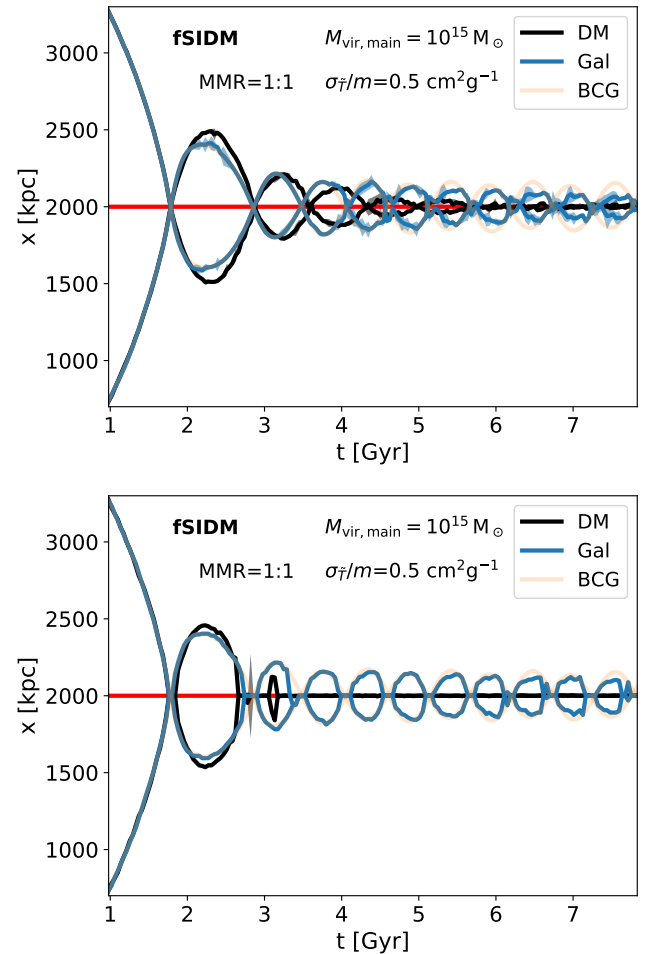 fSIDM
M_vir, main = 10^15 M_⊙
MMR=1:1
σ_T̃/m=0.5 cm²g⁻¹
DM
Gal
BCG
3000
2500
2000
1500
1000
x [kpc]
1 2 3 4 5 6 7
t [Gyr]
fSIDM
M_vir, main = 10^15 M_⊙
MMR=1:1
σ_T̃/m=0.5 cm²g⁻¹
DM
Gal
BCG
3000
2500
2000
1500
1000
x [kpc]
1 2 3 4 5 6 7
t [Gyr]